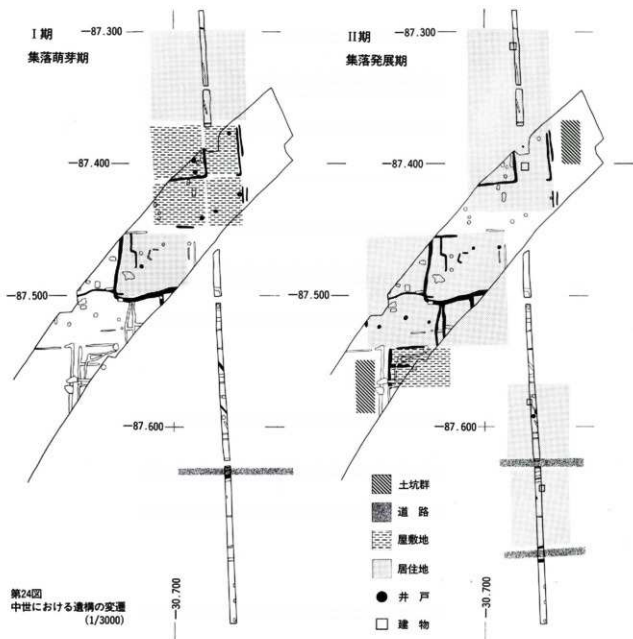 I期
集落萌芽期
−87.300
−87.400
−87.500
−87.600
第24図
中世における遺構の変遷
(1/3000)
−30.700
II期
集落発展期
−87.300
−87.400
−87.500
−87.600
土坑群
道路
屋敷地
居住地
井戸
建物